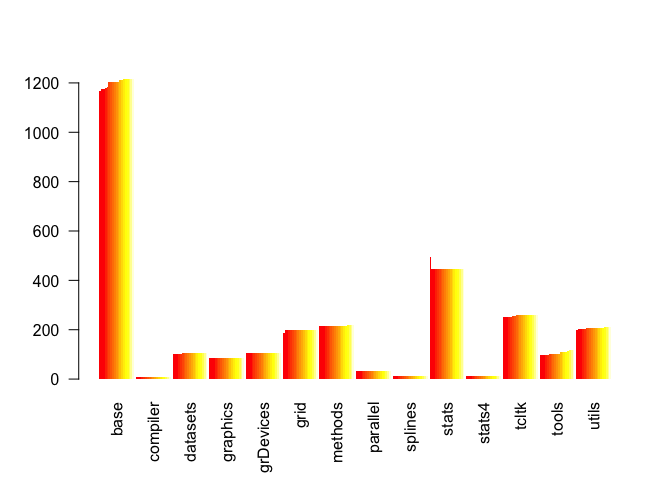 1200
1000
800
600
400
200
0
base
compiler
datasets
graphics
grDevices
grid
methods
parallel
splines
stats
stats4
tcltk
tools
utils